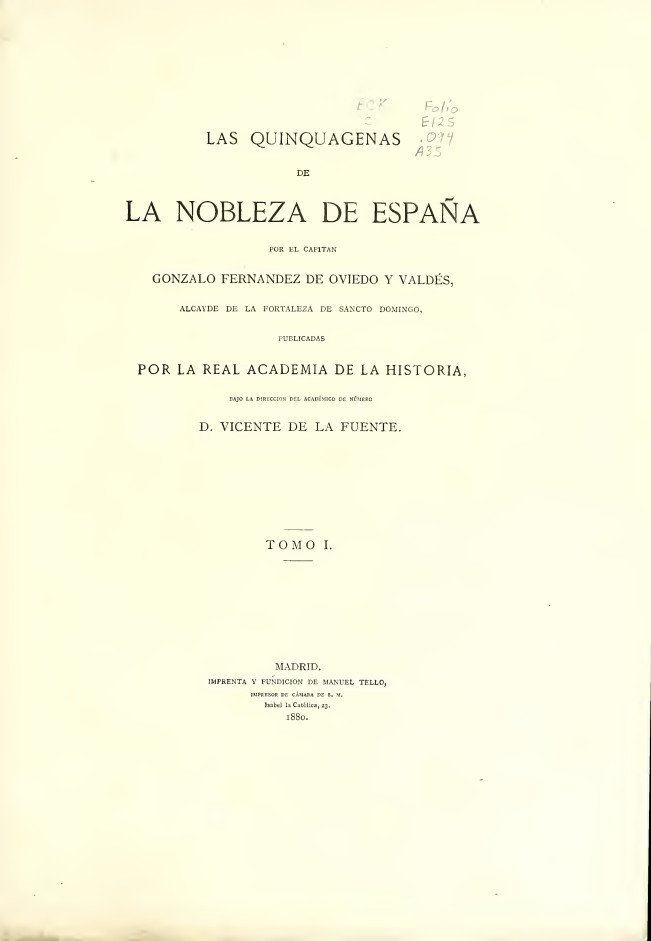 Folio
E125
LAS QUINQUAGENAS .O94
A35
DE
LA NOBLEZA DE ESPAÑA
POR EL CAPITAN
GONZALO FERNANDEZ DE OVIEDO Y VALDÉS,
ALCAYDE DE LA FORTALEZA DE SANCTO DOMINGO,
PUBLICADAS
POR LA REAL ACADEMIA DE LA HISTORIA,
BAJO LA DIRECCION DEL ACADÉMICO DE NÚMERO
D. VICENTE DE LA FUENTE.
TOMO I.
MADRID.
IMPRENTA Y FUNDICION DE MANUEL TELLO,
IMPRESOR DE CÁMARA DE S. M.
Isabel la Católica, 23.
1880.